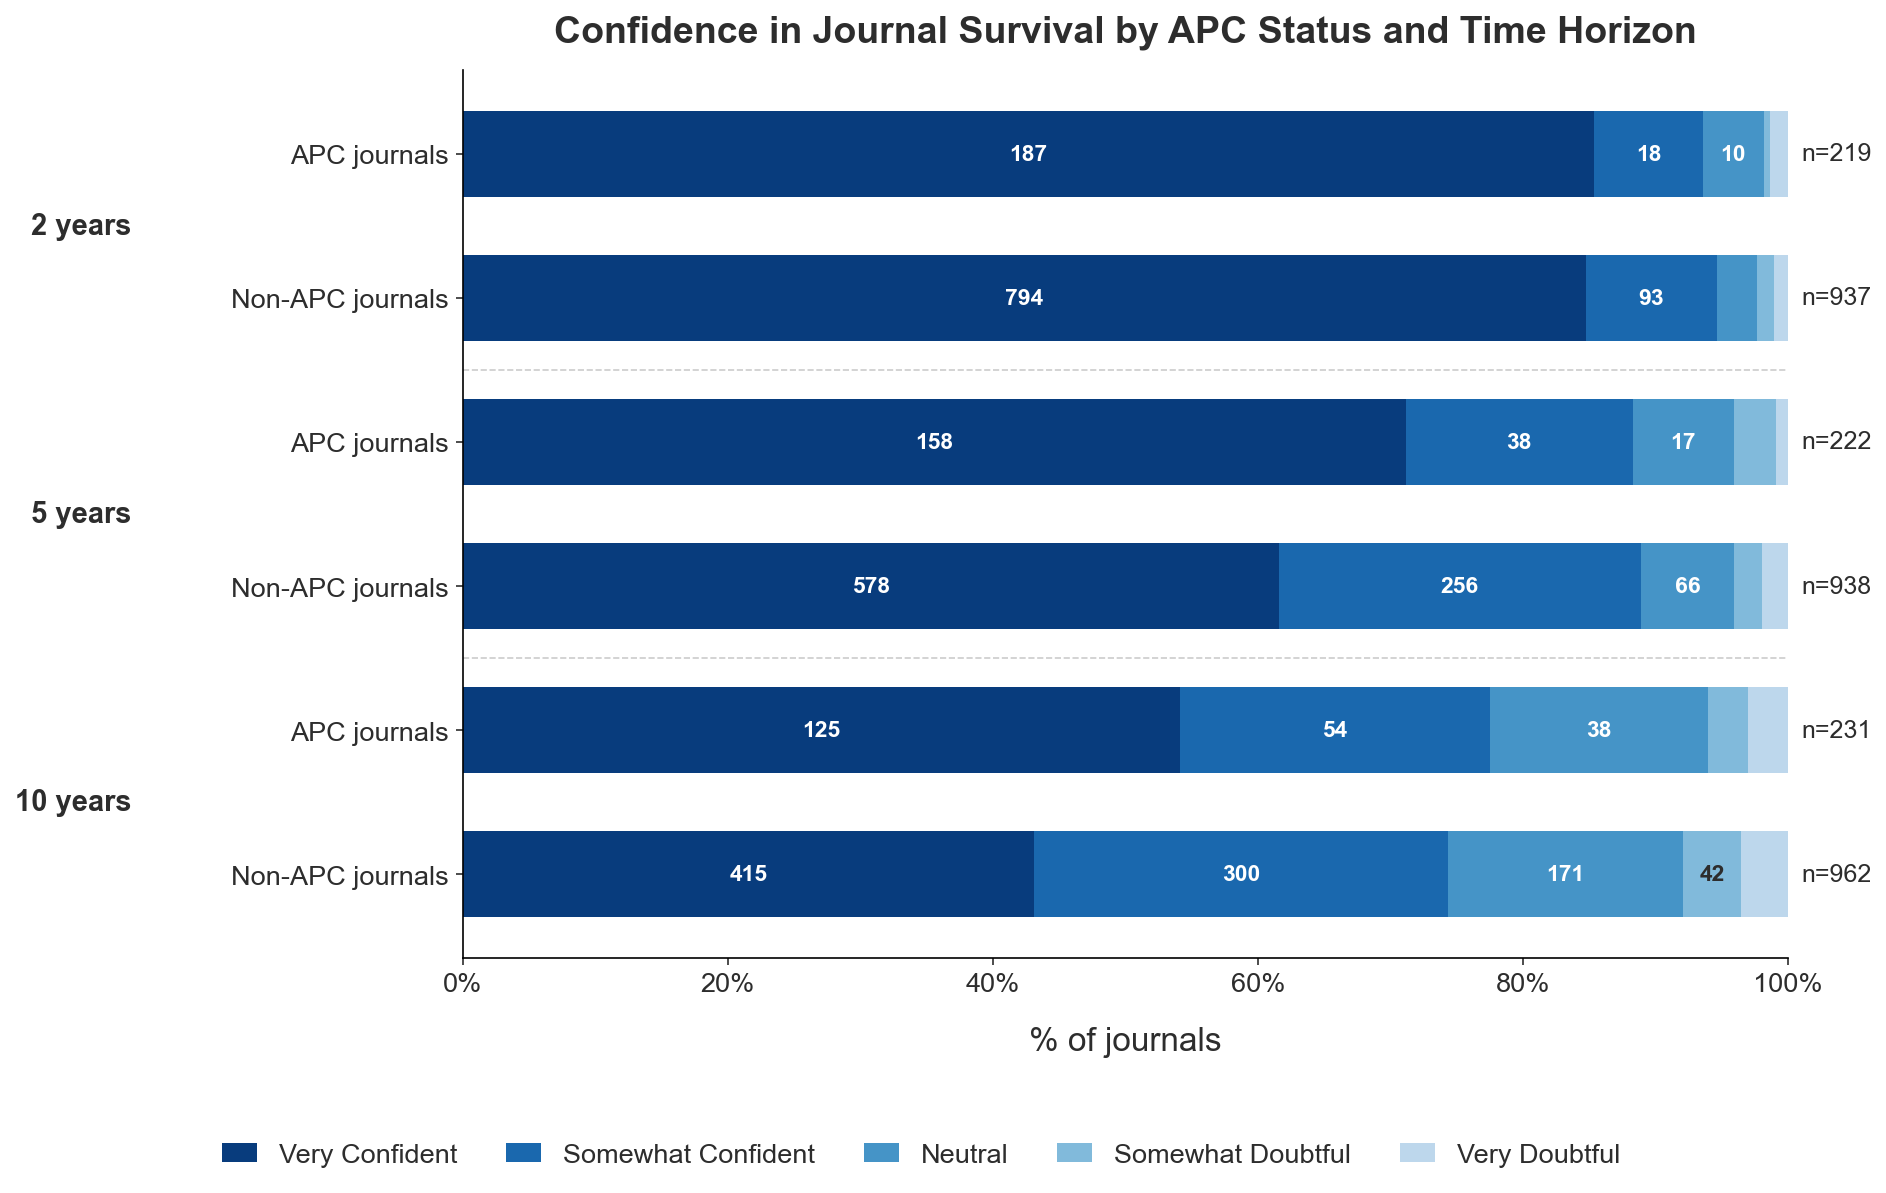 Confidence in Journal Survival by APC Status and Time Horizon
2 years
APC journals
187
18
10
n=219
Non-APC journals
794
93
n=937
5 years
APC journals
158
38
17
n=222
Non-APC journals
578
256
66
n=938
10 years
APC journals
125
54
38
n=231
Non-APC journals
415
300
171
42
n=962
0%
20%
40%
60%
80%
100%
% of journals
Very Confident
Somewhat Confident
Neutral
Somewhat Doubtful
Very Doubtful